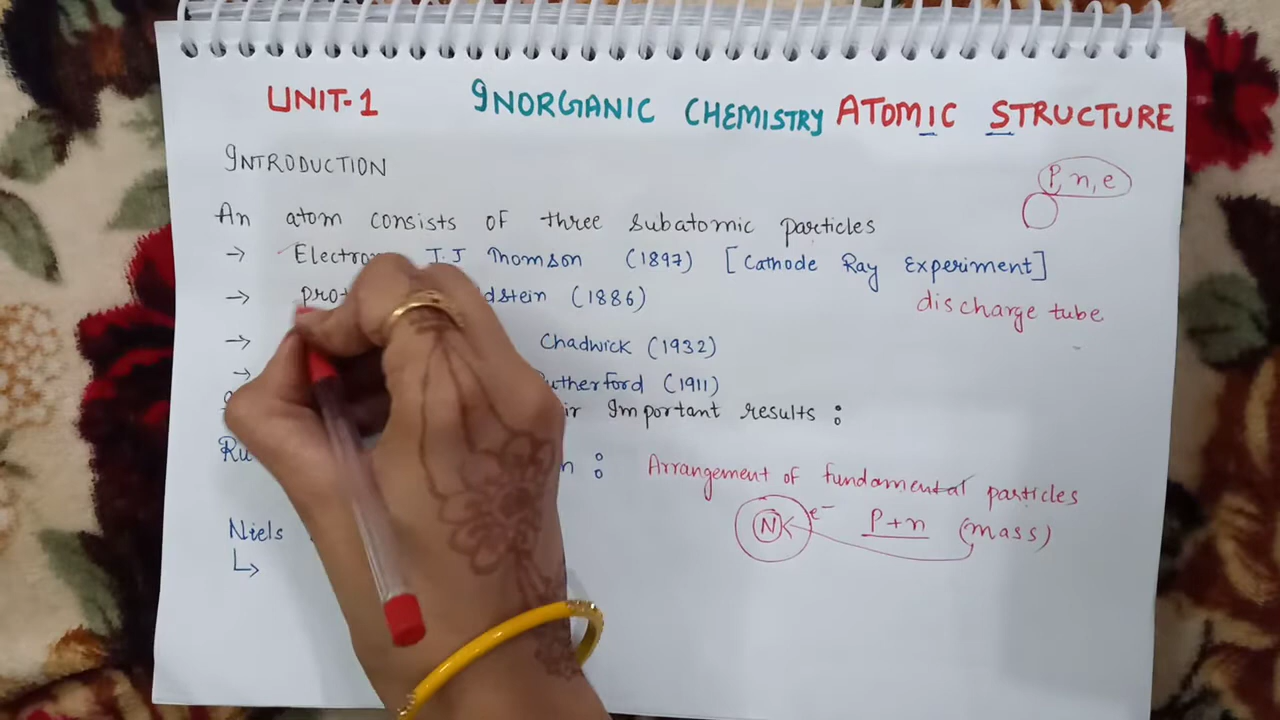 UNIT-1 INORGANIC CHEMISTRY ATOMIC STRUCTURE
INTRODUCTION
P, n, e
An atom consists of three subatomic particles
→ Electron J.J Thomson (1897) [Cathode Ray Experiment]
→ (1886) discharge tube
→ Chadwick (1932)
→ (1911)
Important results :
: Arrangement of fundamental particles
N e⁻ P+n (mass)
Niels